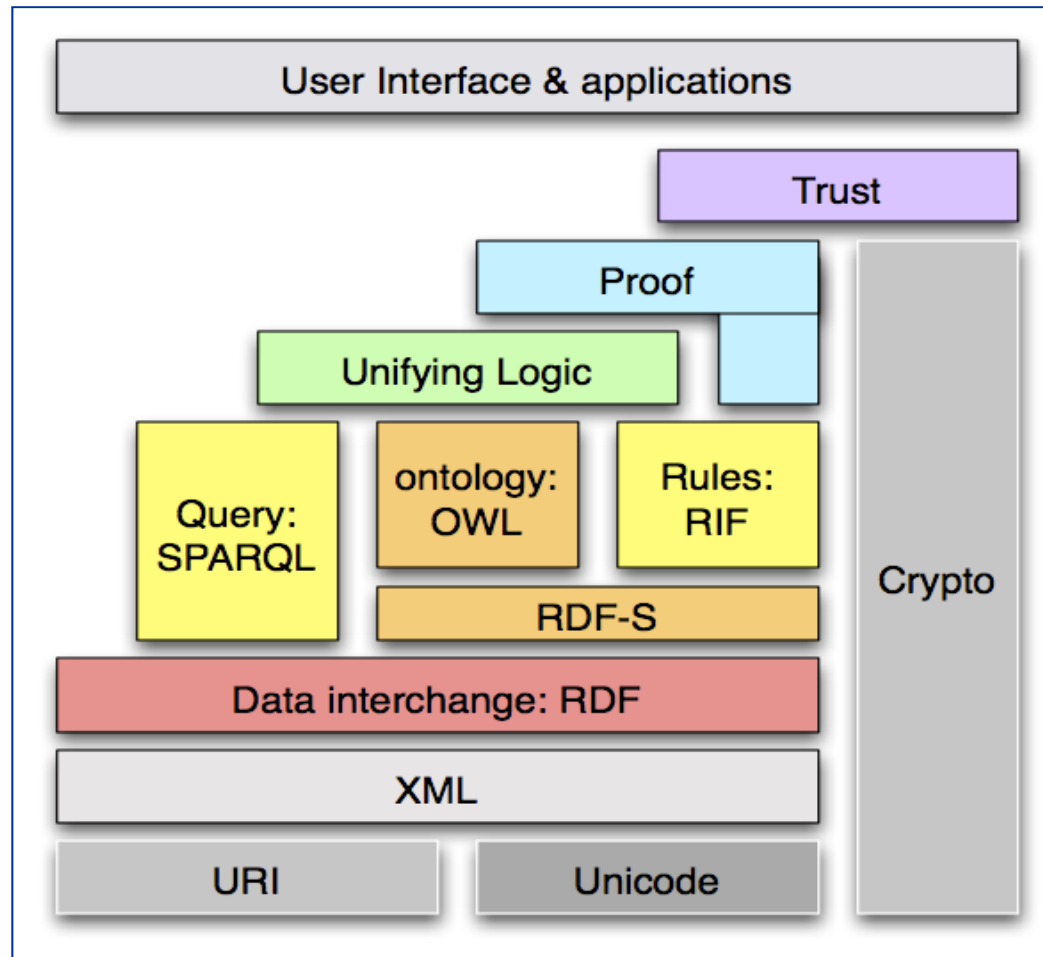 User Interface & applications
Trust
Proof
Unifying Logic
Query:
SPARQL
ontology:
OWL
Rules:
RIF
Crypto
RDF-S
Data interchange: RDF
XML
URI
Unicode